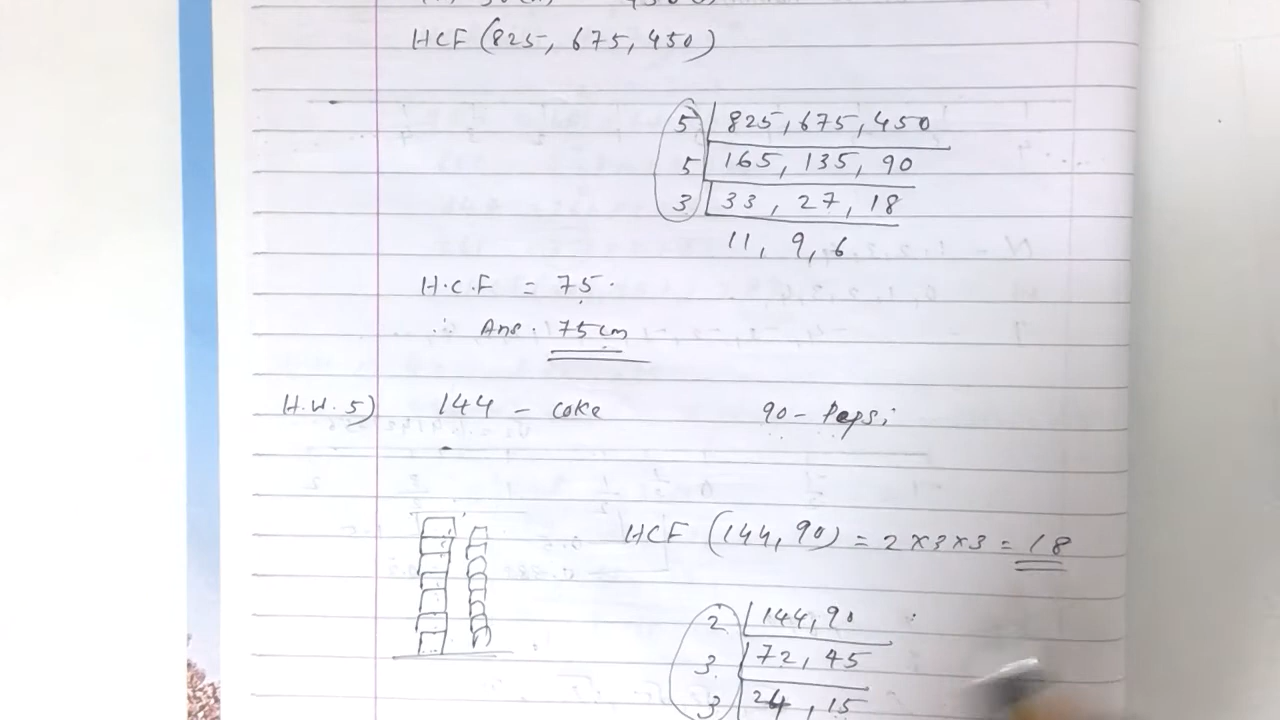 HCF (825, 675, 450)
5 | 825, 675, 450
5 | 165, 135, 90
3 | 33, 27, 18
11, 9, 6
H.C.F = 75.
∴ Ans. 75 cm
H.W. 5) 144 - coke 90 - Pepsi
HCF (144, 90) = 2 x 3 x 3 = 18
2 | 144, 90
3 | 72, 45
3 | 24, 15